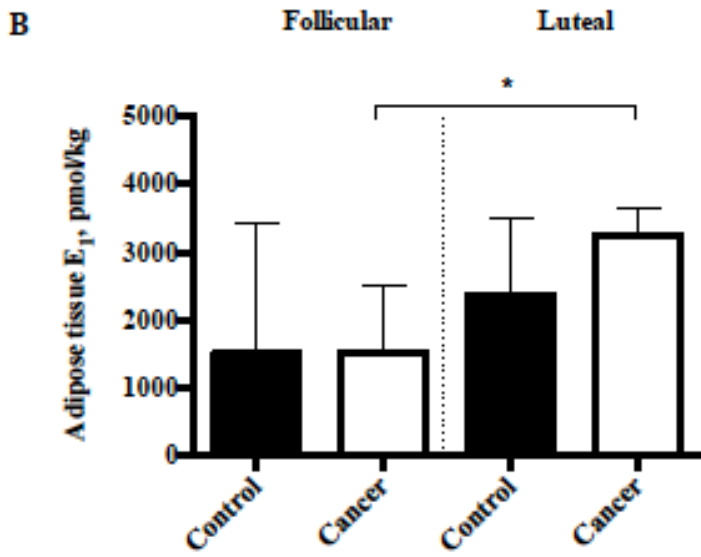 B
Follicular Luteal
*
Adipose tissue E₁, pmol/kg
5000
4000
3000
2000
1000
0
Control
Cancer
Control
Cancer